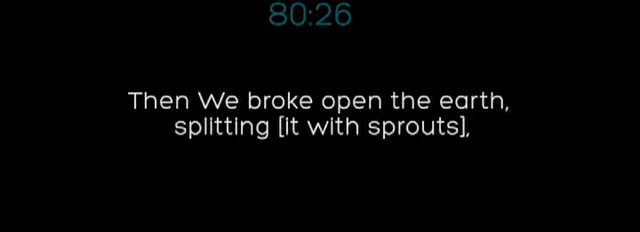 80:26
Then We broke open the earth,
splitting [it with sprouts],